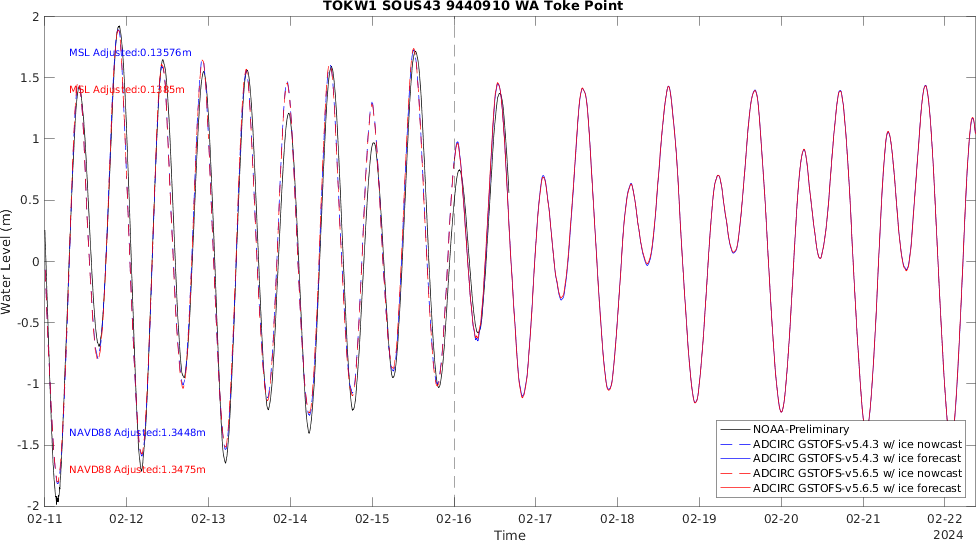 TOKW1 SOUS43 9440910 WA Toke Point
2
1.5
1
0.5
0
-0.5
-1
-1.5
-2
Water Level (m)
MSL Adjusted:0.13576m
MSL Adjusted:0.1385m
NAVD88 Adjusted:1.3448m
NAVD88 Adjusted:1.3475m
NOAA-Preliminary
ADCIRC GSTOFS-v5.4.3 w/ ice nowcast
ADCIRC GSTOFS-v5.4.3 w/ ice forecast
ADCIRC GSTOFS-v5.6.5 w/ ice nowcast
ADCIRC GSTOFS-v5.6.5 w/ ice forecast
02-11 02-12 02-13 02-14 02-15 02-16 02-17 02-18 02-19 02-20 02-21 02-22
Time
2024